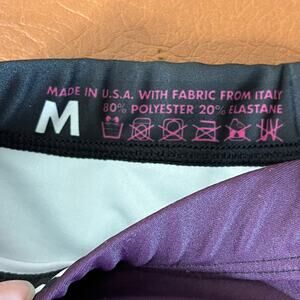 MADE IN U.S.A. WITH FABRIC FROM ITALY
M
80% POLYESTER 20% ELASTANE